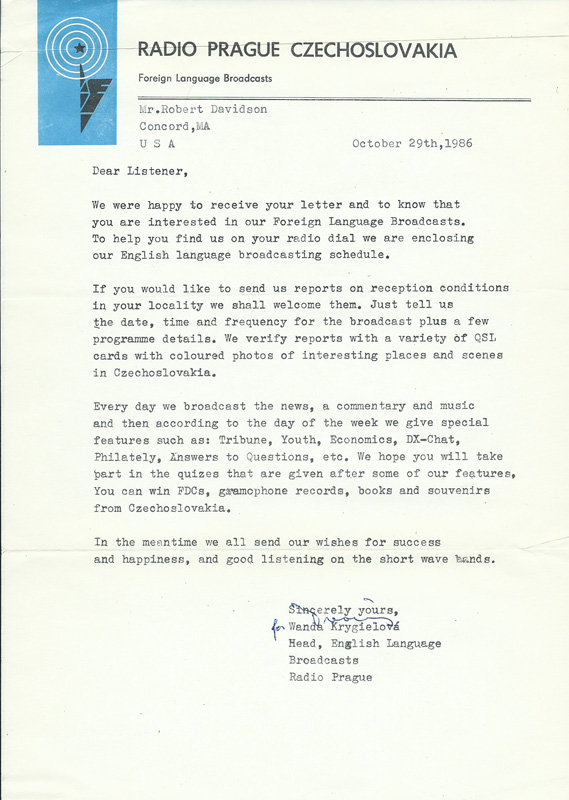 RADIO PRAGUE CZECHOSLOVAKIA
Foreign Language Broadcasts
Mr.Robert Davidson
Concord,MA
U S A October 29th,1986
Dear Listener,
We were happy to receive your letter and to know that
you are interested in our Foreign Language Broadcasts.
To help you find us on your radio dial we are enclosing
our English language broadcasting schedule.
If you would like to send us reports on reception conditions
in your locality we shall welcome them. Just tell us
the date, time and frequency for the broadcast plus a few
programme details. We verify reports with a variety of QSL
cards with coloured photos of interesting places and scenes
in Czechoslovakia.
Every day we broadcast the news, a commentary and music
and then according to the day of the week we give special
features such as: Tribune, Youth, Economics, DX-Chat,
Philately, Answers to Questions, etc. We hope you will take
part in the quizes that are given after some of our features,
You can win FDCs, gramophone records, books and souvenirs
from Czechoslovakia.
In the meantime we all send our wishes for success
and happiness, and good listening on the short wave bands.
Sincerely yours,
for Wanda Krygielová
Head, English Language
Broadcasts
Radio Prague